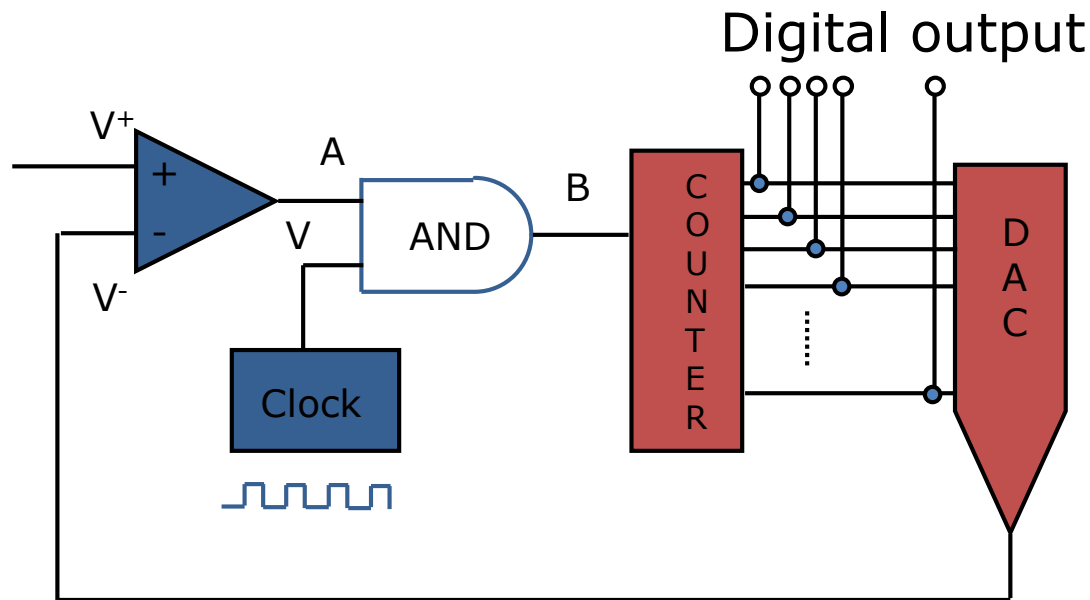 Digital output
V⁺
+
A
-
V
V⁻
AND
B
Clock
COUNTER
DAC